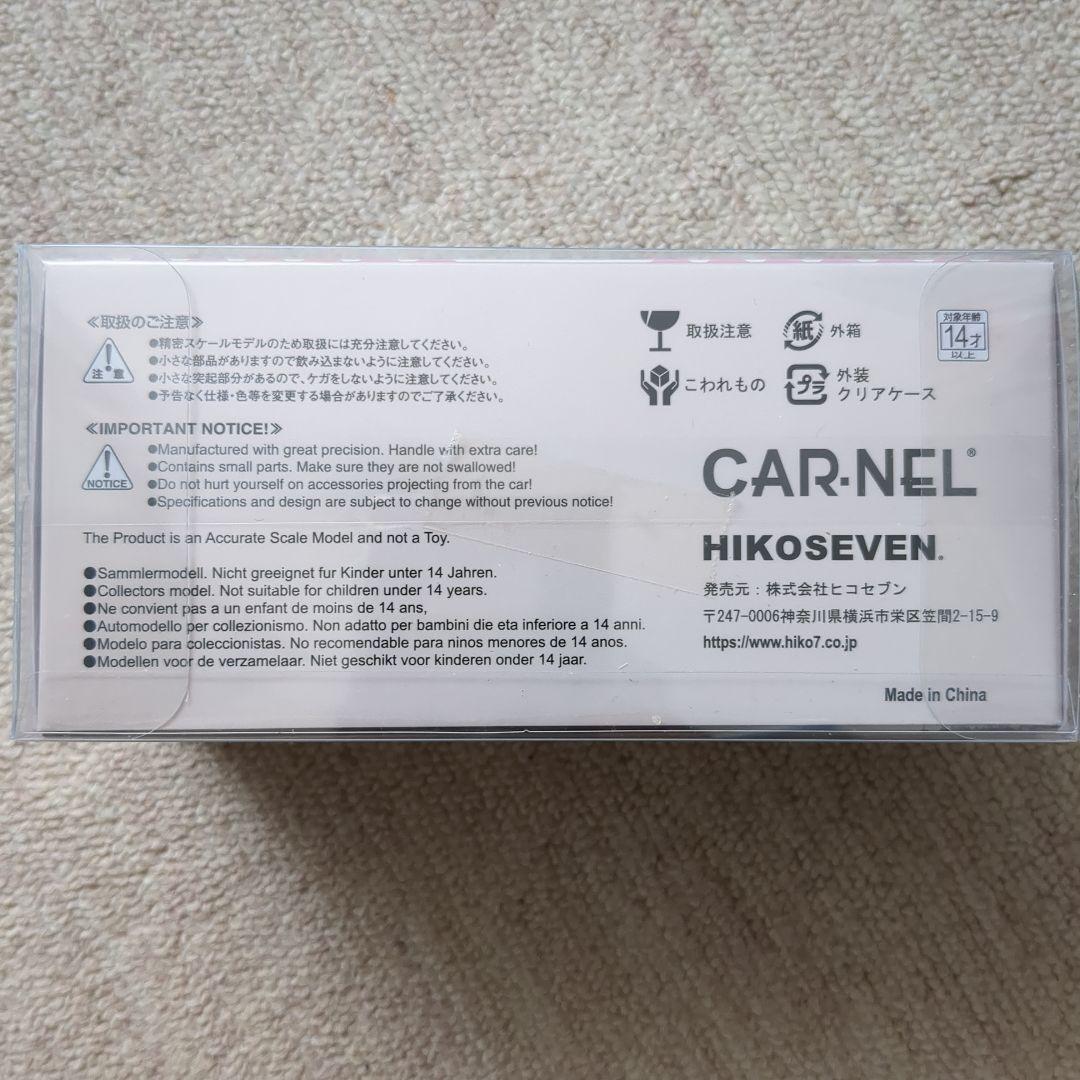 ≪取扱のご注意≫
注意
●精密スケールモデルのため取扱には充分注意してください。
●小さな部品がありますので飲み込まないように注意してください。
●小さな突起部分があるので、ケガをしないように注意してください。
●予告なく仕様・色等を変更する場合がありますのでご了承ください。
≪IMPORTANT NOTICE!≫
NOTICE
●Manufactured with great precision. Handle with extra care!
●Contains small parts. Make sure they are not swallowed!
●Do not hurt yourself on accessories projecting from the car!
●Specifications and design are subject to change without previous notice!
The Product is an Accurate Scale Model and not a Toy.
●Sammlermodell. Nicht greeignet fur Kinder unter 14 Jahren.
●Collectors model. Not suitable for children under 14 years.
●Ne convient pas a un enfant de moins de 14 ans,
●Automodello per collezionismo. Non adatto per bambini die eta inferiore a 14 anni.
●Modelo para coleccionistas. No recomendable para ninos menores de 14 anos.
●Modellen voor de verzamelaar. Niet geschikt voor kinderen onder 14 jaar.
取扱注意
紙 外箱
こわれもの
プラ 外装
クリアケース
対象年齢
14才
以上
CAR·NEL®
HIKOSEVEN®
発売元：株式会社ヒコセブン
〒247-0006神奈川県横浜市栄区笠間2-15-9
https://www.hiko7.co.jp
Made in China